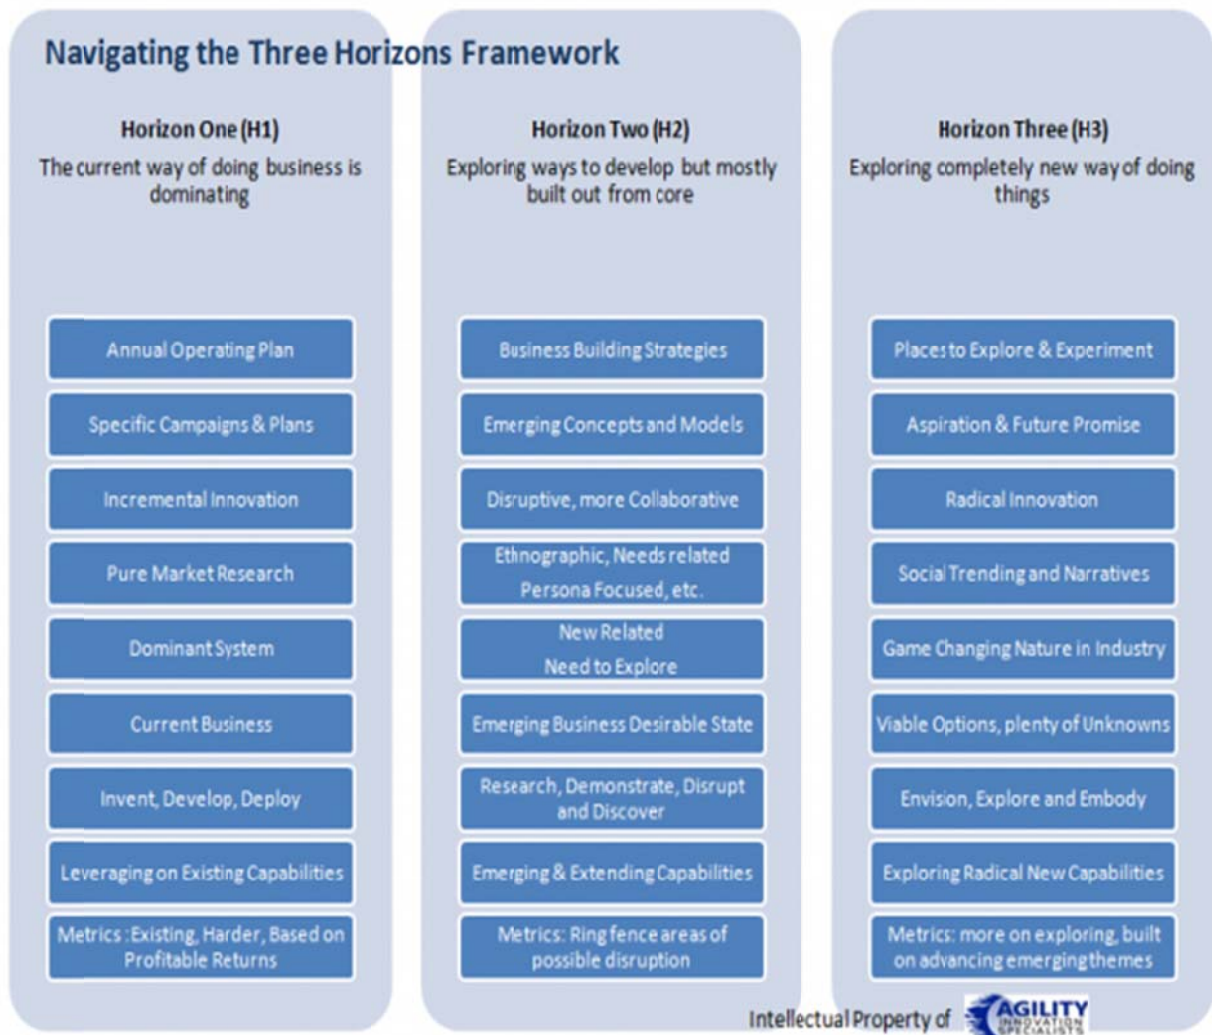 Navigating the Three Horizons Framework
Horizon One (H1)
The current way of doing business is
dominating
Annual Operating Plan
Specific Campaigns & Plans
Incremental Innovation
Pure Market Research
Dominant System
Current Business
Invent, Develop, Deploy
Leveraging on Existing Capabilities
Metrics :Existing, Harder, Based on
Profitable Returns
Horizon Two (H2)
Exploring ways to develop but mostly
built out from core
Business Building Strategies
Emerging Concepts and Models
Disruptive, more Collaborative
Ethnographic, Needs related
Persona Focused, etc.
New Related
Need to Explore
Emerging Business Desirable State
Research, Demonstrate, Disrupt
and Discover
Emerging & Extending Capabilities
Metrics: Ring fence areas of
possible disruption
Horizon Three (H3)
Exploring completely new way of doing
things
Places to Explore & Experiment
Aspiration & Future Promise
Radical Innovation
Social Trending and Narratives
Game Changing Nature in Industry
Viable Options, plenty of Unknowns
Envision, Explore and Embody
Exploring Radical New Capabilities
Metrics: more on exploring, built
on advancing emerging themes
Intellectual Property of
AGILITY
INNOVATION
SPECIALISTS